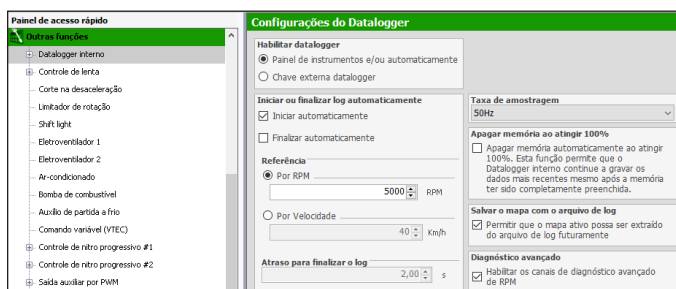 Painel de acesso rápido
Outras funções
Datalogger interno
Controle de lenta
Corte na desaceleração
Limitador de rotação
Shift light
Eletroventilador 1
Eletroventilador 2
Ar-condicionado
Bomba de combustível
Auxílio de partida a frio
Comando variável (VTEC)
Controle de nitro progressivo #1
Controle de nitro progressivo #2
Saída auxiliar por PWM
Configurações do Datalogger
Habilitar datalogger
Painel de instrumentos e/ou automaticamente
Chave externa datalogger
Iniciar ou finalizar log automaticamente
Iniciar automaticamente
Finalizar automaticamente
Referência
Por RPM
5000 RPM
Por Velocidade
40 Km/h
Atraso para finalizar o log
2,00 s
Taxa de amostragem
50Hz
Apagar memória ao atingir 100%
Apagar memória automaticamente ao atingir
100%. Esta função permite que o
Datalogger interno continue a gravar os
dados mais recentes mesmo após a memória
ter sido completamente preenchida.
Salvar o mapa com o arquivo de log
Permitir que o mapa ativo possa ser extraído
do arquivo de log futuramente
Diagnóstico avançado
Habilitar os canais de diagnóstico avançado
de RPM